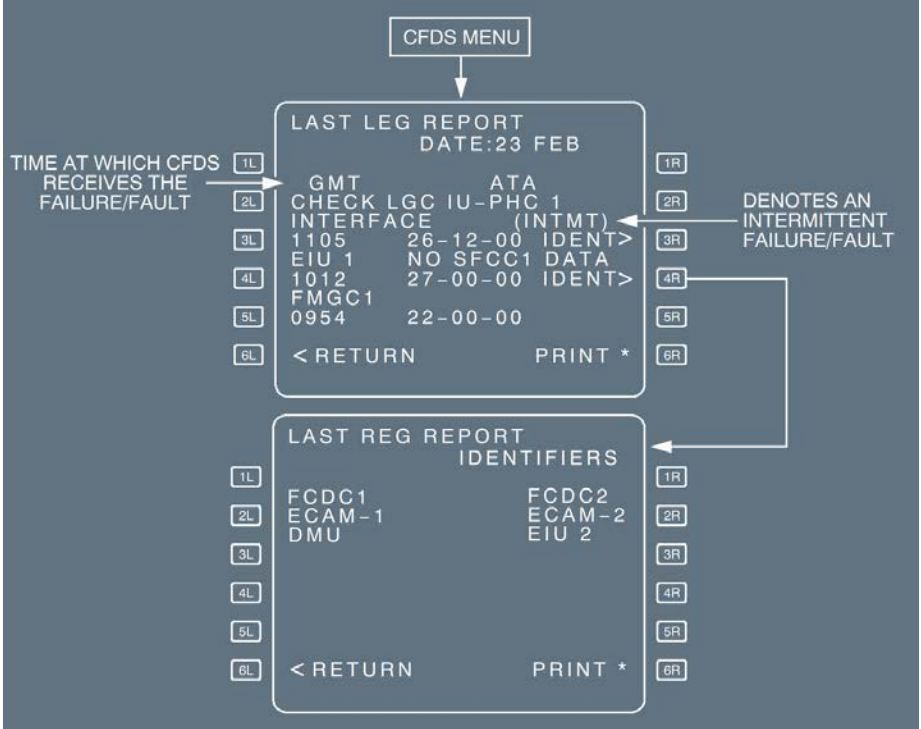 CFDS MENU
LAST LEG REPORT
DATE:23 FEB
TIME AT WHICH CFDS
RECEIVES THE
FAILURE/FAULT
1L
1R
GMT ATA
2L
CHECK LGC IU-PHC 1
2R
INTERFACE (INTMT)
DENOTES AN
INTERMITTENT
FAILURE/FAULT
3L
1105 26-12-00 IDENT>
3R
EIU 1 NO SFCC1 DATA
4L
1012 27-00-00 IDENT>
4R
FMGC1
5L
0954 22-00-00
5R
6L
<RETURN PRINT *
6R
LAST REG REPORT
IDENTIFIERS
1L
1R
FCDC1 FCDC2
2L
ECAM-1 ECAM-2
2R
DMU EIU 2
3L
3R
4L
4R
5L
5R
6L
<RETURN PRINT *
6R